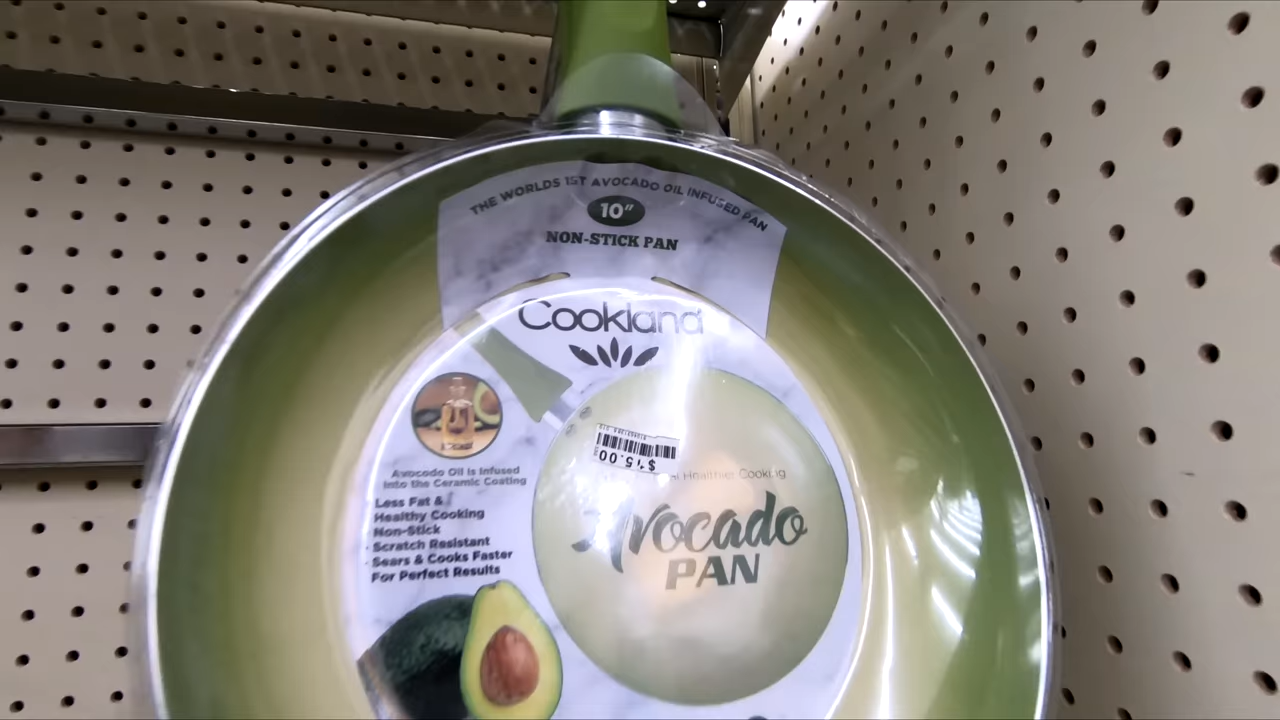 THE WORLDS 1ST AVOCADO OIL INFUSED PAN
10"
NON-STICK PAN
Cookland
Avocado Oil is Infused
Into the Ceramic Coating
Less Fat &
Healthy Cooking
Non-Stick
Scratch Resistant
Sears & Cooks Faster
For Perfect Results
$15.00
Healthier Cooking
Avocado
PAN